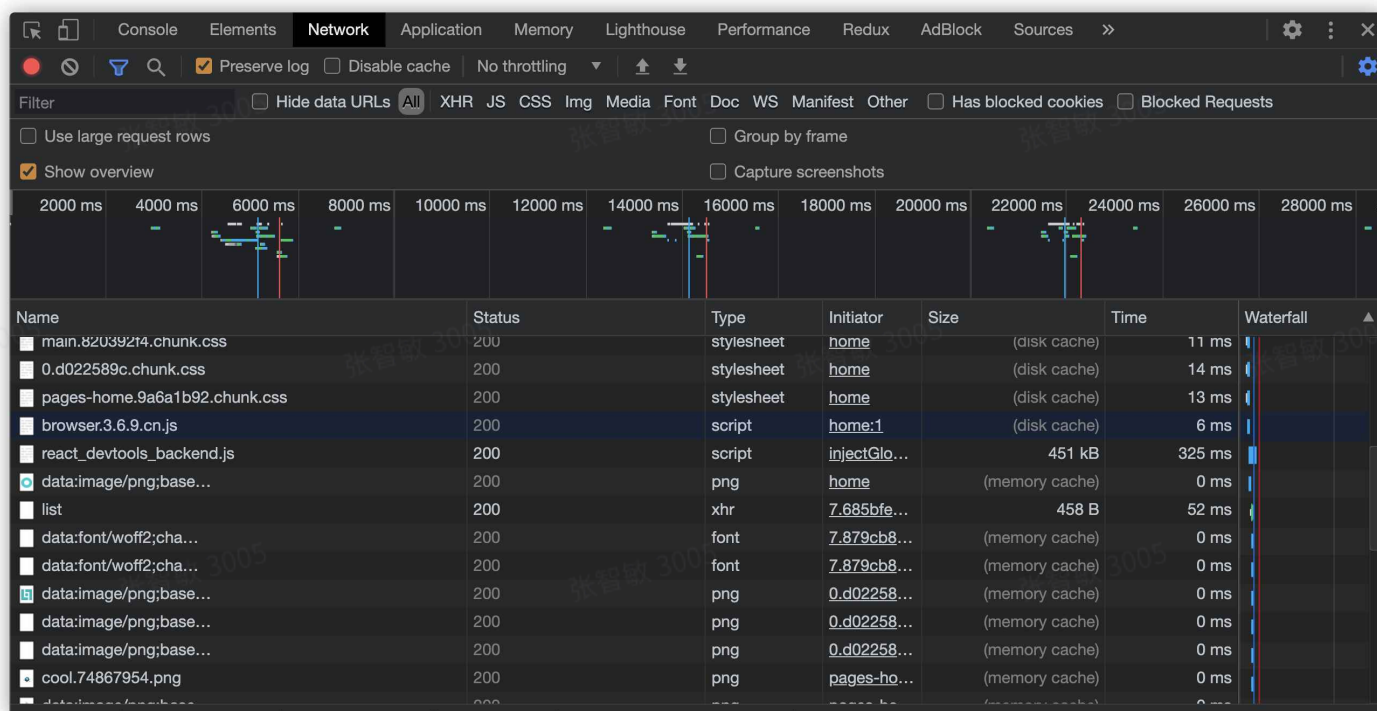 Console Elements Network Application Memory Lighthouse Performance Redux AdBlock Sources »
Preserve log Disable cache No throttling
Filter Hide data URLs All XHR JS CSS Img Media Font Doc WS Manifest Other Has blocked cookies Blocked Requests
Use large request rows Group by frame
Show overview Capture screenshots
2000 ms 4000 ms 6000 ms 8000 ms 10000 ms 12000 ms 14000 ms 16000 ms 18000 ms 20000 ms 22000 ms 24000 ms 26000 ms 28000 ms
Name Status Type Initiator Size Time Waterfall
main.820392f4.chunk.css 200 stylesheet home (disk cache) 11 ms
0.d022589c.chunk.css 200 stylesheet home (disk cache) 14 ms
pages-home.9a6a1b92.chunk.css 200 stylesheet home (disk cache) 13 ms
browser.3.6.9.cn.js 200 script home:1 (disk cache) 6 ms
react_devtools_backend.js 200 script injectGlo... 451 kB 325 ms
data:image/png;base... 200 png home (memory cache) 0 ms
list 200 xhr 7.685bfe... 458 B 52 ms
data:font/woff2;cha... 200 font 7.879cb8... (memory cache) 0 ms
data:font/woff2;cha... 200 font 7.879cb8... (memory cache) 0 ms
data:image/png;base... 200 png 0.d02258... (memory cache) 0 ms
data:image/png;base... 200 png 0.d02258... (memory cache) 0 ms
data:image/png;base... 200 png 0.d02258... (memory cache) 0 ms
cool.74867954.png 200 png pages-ho... (memory cache) 0 ms
张智敏 3005